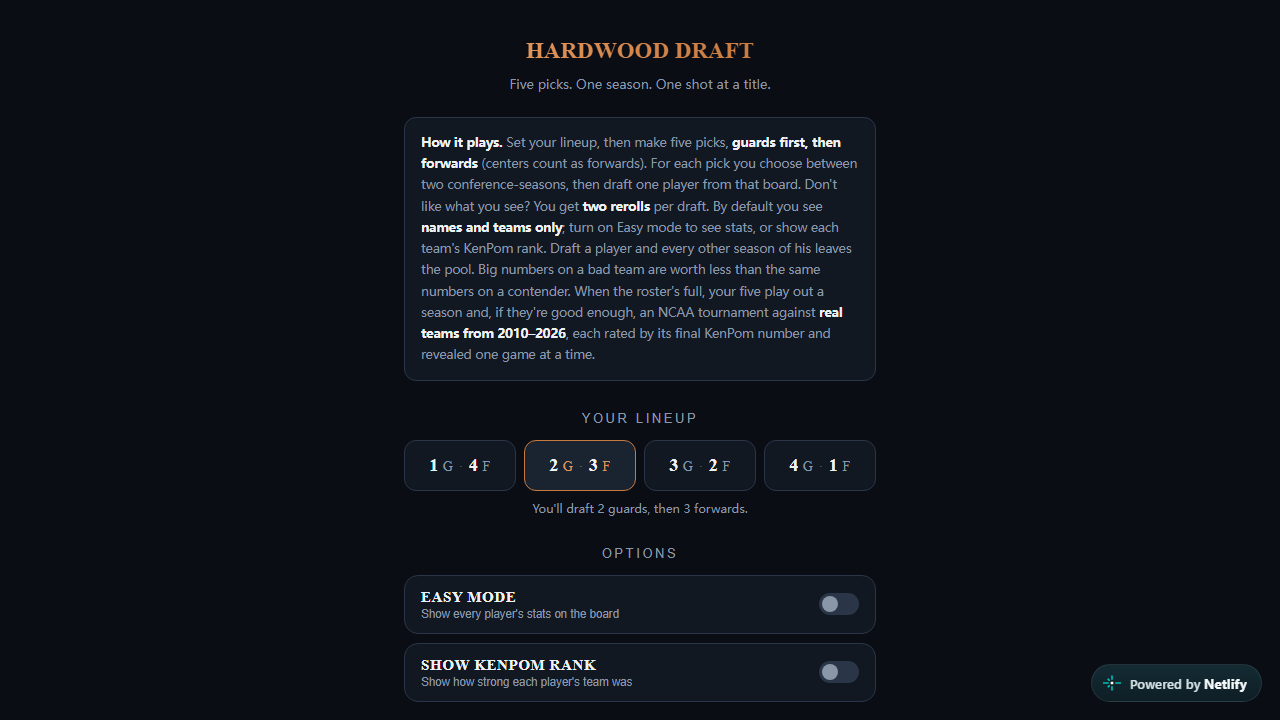 HARDWOOD DRAFT
Five picks. One season. One shot at a title.
How it plays. Set your lineup, then make five picks, guards first, then
forwards (centers count as forwards). For each pick you choose between
two conference-seasons, then draft one player from that board. Don't
like what you see? You get two rerolls per draft. By default you see
names and teams only; turn on Easy mode to see stats, or show each
team's KenPom rank. Draft a player and every other season of his leaves
the pool. Big numbers on a bad team are worth less than the same
numbers on a contender. When the roster's full, your five play out a
season and, if they're good enough, an NCAA tournament against real
teams from 2010–2026, each rated by its final KenPom number and
revealed one game at a time.
YOUR LINEUP
1 G · 4 F
2 G · 3 F
3 G · 2 F
4 G · 1 F
You'll draft 2 guards, then 3 forwards.
OPTIONS
EASY MODE
Show every player's stats on the board
SHOW KENPOM RANK
Show how strong each player's team was
Powered by Netlify